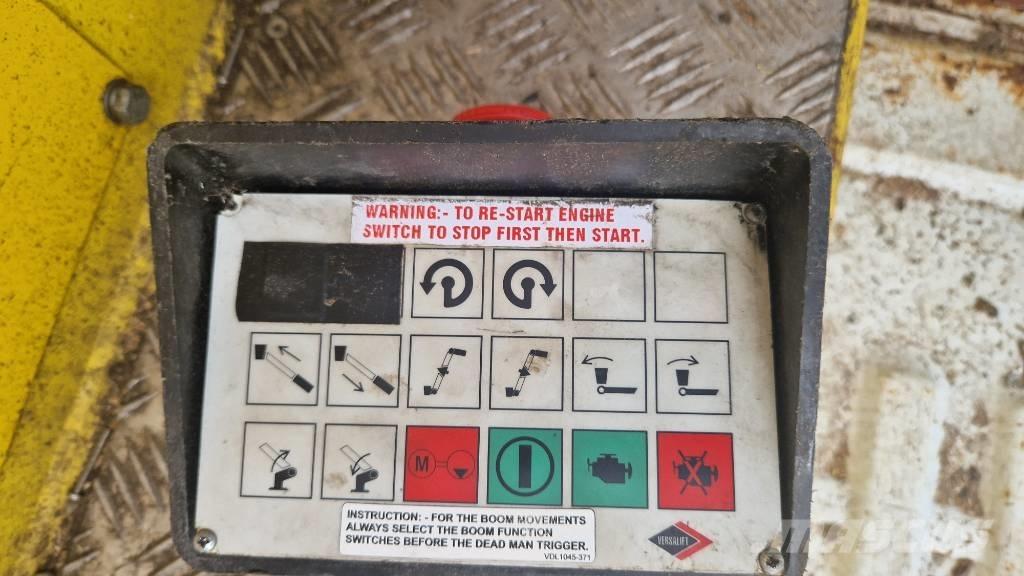 WARNING:- TO RE-START ENGINE
SWITCH TO STOP FIRST THEN START.
M
INSTRUCTION: - FOR THE BOOM MOVEMENTS
ALWAYS SELECT THE BOOM FUNCTION
SWITCHES BEFORE THE DEAD MAN TRIGGER.
VDL1045-371
VERSALIFT
Mascus